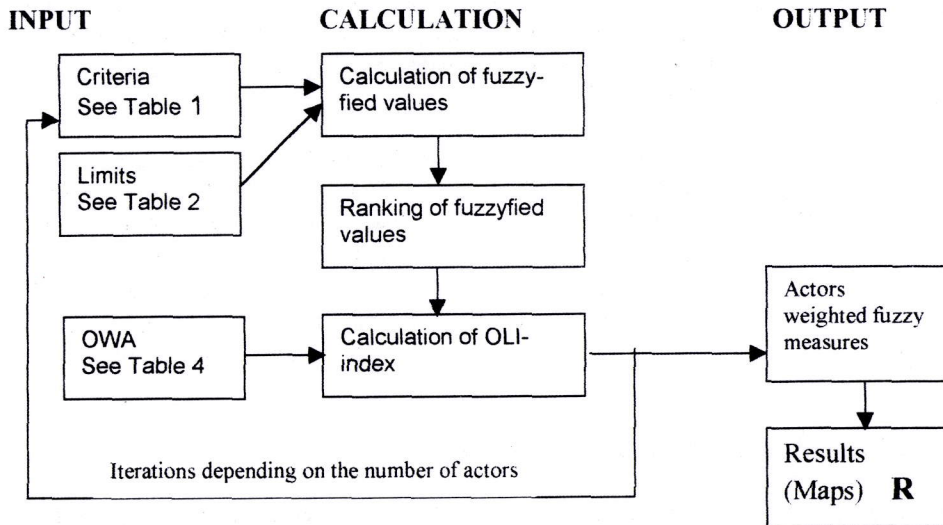 INPUT
CALCULATION
OUTPUT
Criteria
See Table 1
Calculation of fuzzy-
fied values
Limits
See Table 2
Ranking of fuzzyfied
values
OWA
See Table 4
Calculation of OLI-
index
Actors
weighted fuzzy
measures
Iterations depending on the number of actors
Results
(Maps) R